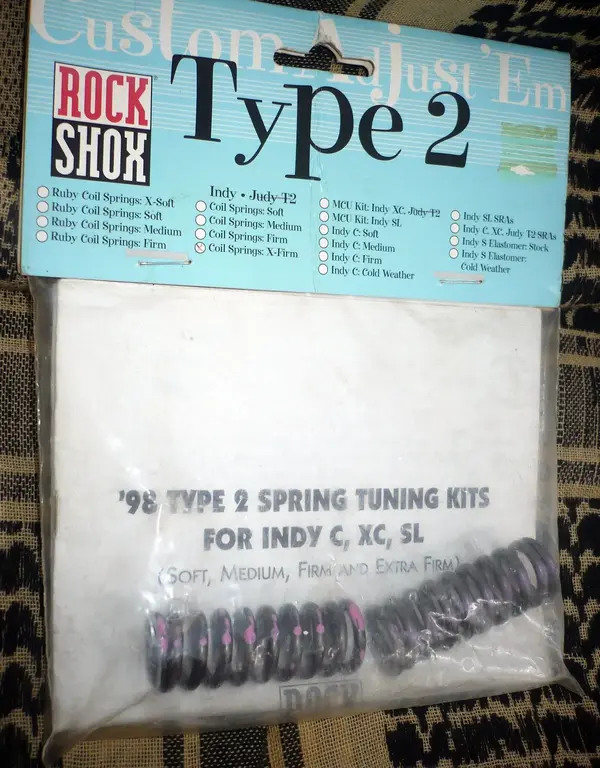 Custom Adjust 'Em
Type 2
ROCK
SHOX
Ruby Coil Springs: X-Soft
Ruby Coil Springs: Soft
Ruby Coil Springs: Medium
Ruby Coil Springs: Firm
Indy • Judy T2
Coil Springs: Soft
Coil Springs: Medium
Coil Springs: Firm
Coil Springs: X-Firm
MCU Kit: Indy XC, Judy T2
MCU Kit: Indy SL
Indy C: Soft
Indy C: Medium
Indy C: Firm
Indy C: Cold Weather
Indy SL SRAs
Indy C, XC, Judy T2 SRAs
Indy S Elastomer: Stock
Indy S Elastomer:
Cold Weather
'98 TYPE 2 SPRING TUNING KITS
FOR INDY C, XC, SL
(SOFT, MEDIUM, FIRM AND EXTRA FIRM)
ROCK